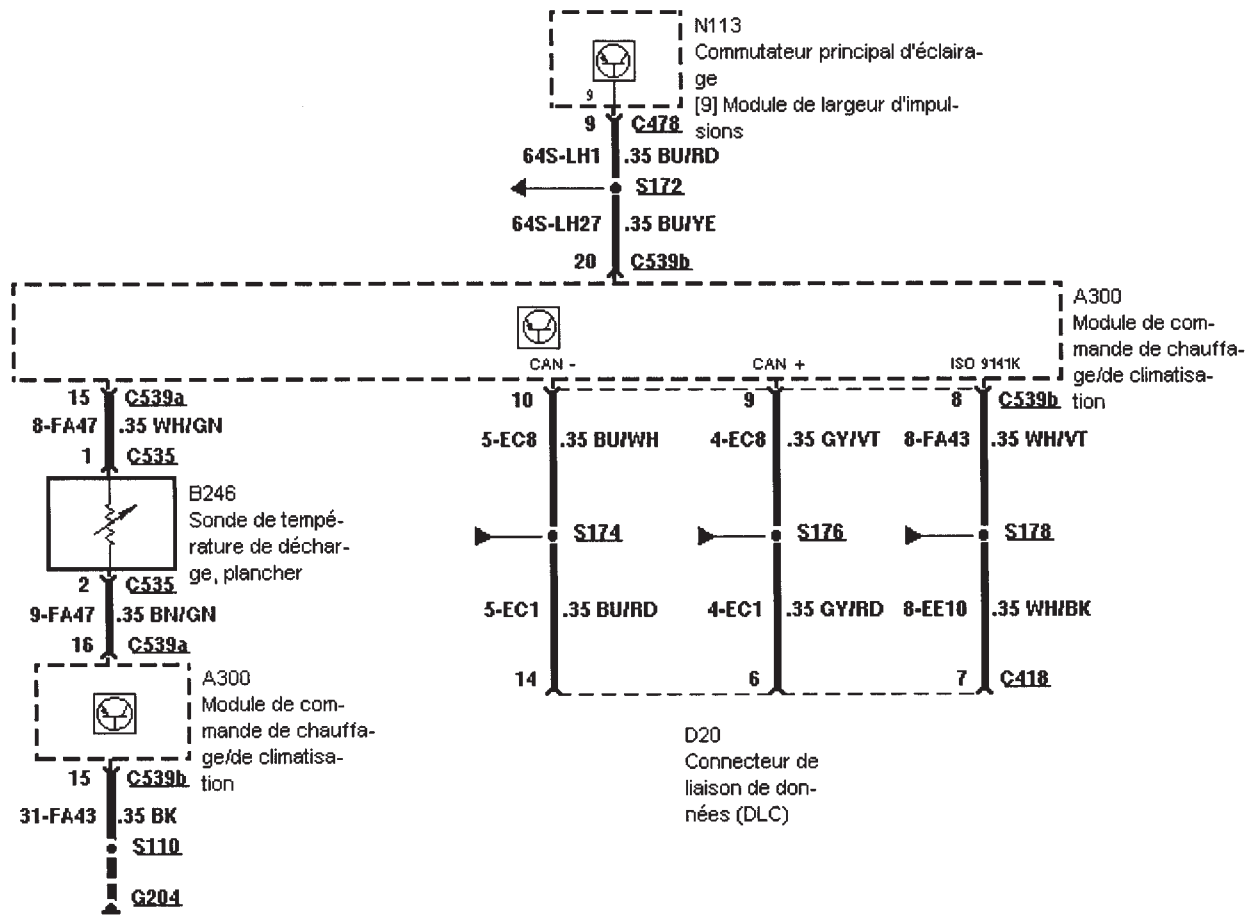 N113
Commutateur principal d'éclaira-
ge
[9] Module de largeur d'impul-
sions
9
9 C478
64S-LH1 .35 BU/RD
S172
64S-LH27 .35 BU/YE
20 C539b
A300
Module de com-
mande de chauffa-
ge/de climatisa-
tion
CAN - CAN + ISO 9141K
15 C539a 10 9 8 C539b
8-FA47 .35 WH/GN 5-EC8 .35 BU/WH 4-EC8 .35 GY/VT 8-FA43 .35 WH/VT
1 C535
B246
Sonde de tempé-
rature de déchar-
ge, plancher
S174 S176 S178
2 C535
9-FA47 .35 BN/GN 5-EC1 .35 BU/RD 4-EC1 .35 GY/RD 8-EE10 .35 WH/BK
16 C539a
14 6 7 C418
A300
Module de com-
mande de chauffa-
ge/de climatisa-
tion
D20
Connecteur de
liaison de don-
nées (DLC)
15 C539b
31-FA43 .35 BK
S110
G204